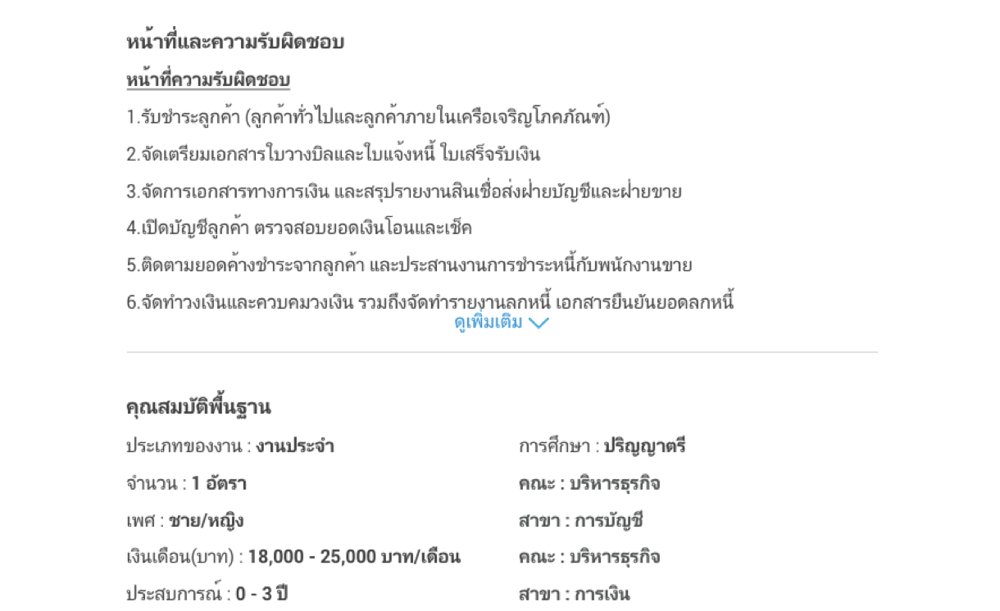 หน้าที่และความรับผิดชอบ
หน้าที่ความรับผิดชอบ
1.รับชำระลูกค้า (ลูกค้าทั่วไปและลูกค้าภายในเครือเจริญโภคภัณฑ์)
2.จัดเตรียมเอกสารใบวางบิลและใบแจ้งหนี้ ใบเสร็จรับเงิน
3.จัดการเอกสารทางการเงิน และสรุปรายงานสินเชื่อส่งฝ่ายบัญชีและฝ่ายขาย
4.เปิดบัญชีลูกค้า ตรวจสอบยอดเงินโอนและเช็ค
5.ติดตามยอดค้างชำระจากลูกค้า และประสานงานการชำระหนี้กับพนักงานขาย
6.จัดทำวงเงินและควบคุมวงเงิน รวมถึงจัดทำรายงานลูกหนี้ เอกสารยืนยันยอดลูกหนี้
ดูเพิ่มเติม
คุณสมบัติพื้นฐาน
ประเภทของงาน : งานประจำ
จำนวน : 1 อัตรา
เพศ : ชาย/หญิง
เงินเดือน(บาท) : 18,000 - 25,000 บาท/เดือน
ประสบการณ์ : 0 - 3 ปี
การศึกษา : ปริญญาตรี
คณะ : บริหารธุรกิจ
สาขา : การบัญชี
คณะ : บริหารธุรกิจ
สาขา : การเงิน